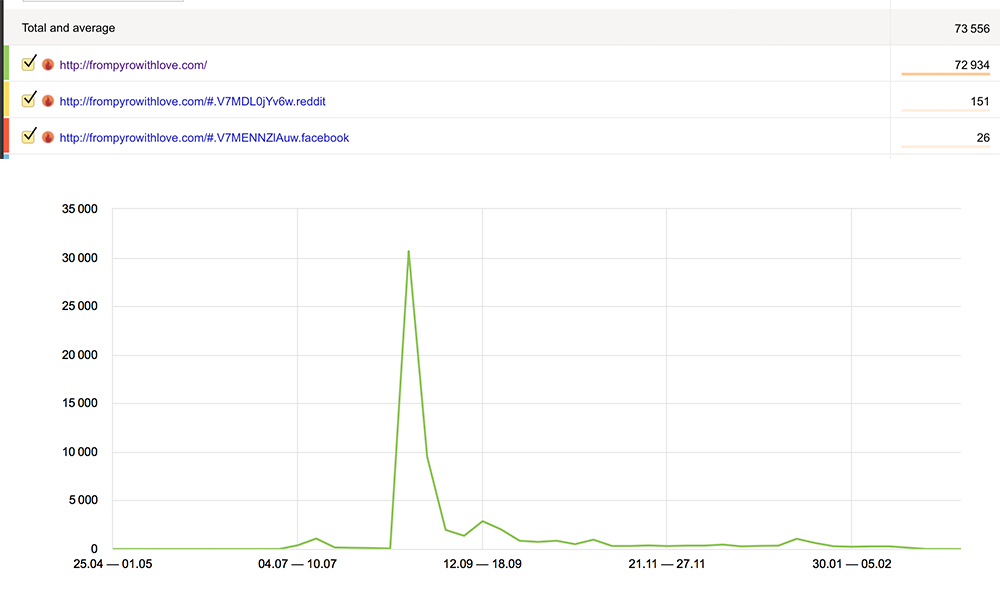 Total and average 73 556
http://frompyrowithlove.com/ 72 934
http://frompyrowithlove.com/#.V7MDL0jYv6w.reddit 151
http://frompyrowithlove.com/#.V7MENNZlAuw.facebook 26
35 000
30 000
25 000
20 000
15 000
10 000
5 000
0
25.04 — 01.05 04.07 — 10.07 12.09 — 18.09 21.11 — 27.11 30.01 — 05.02